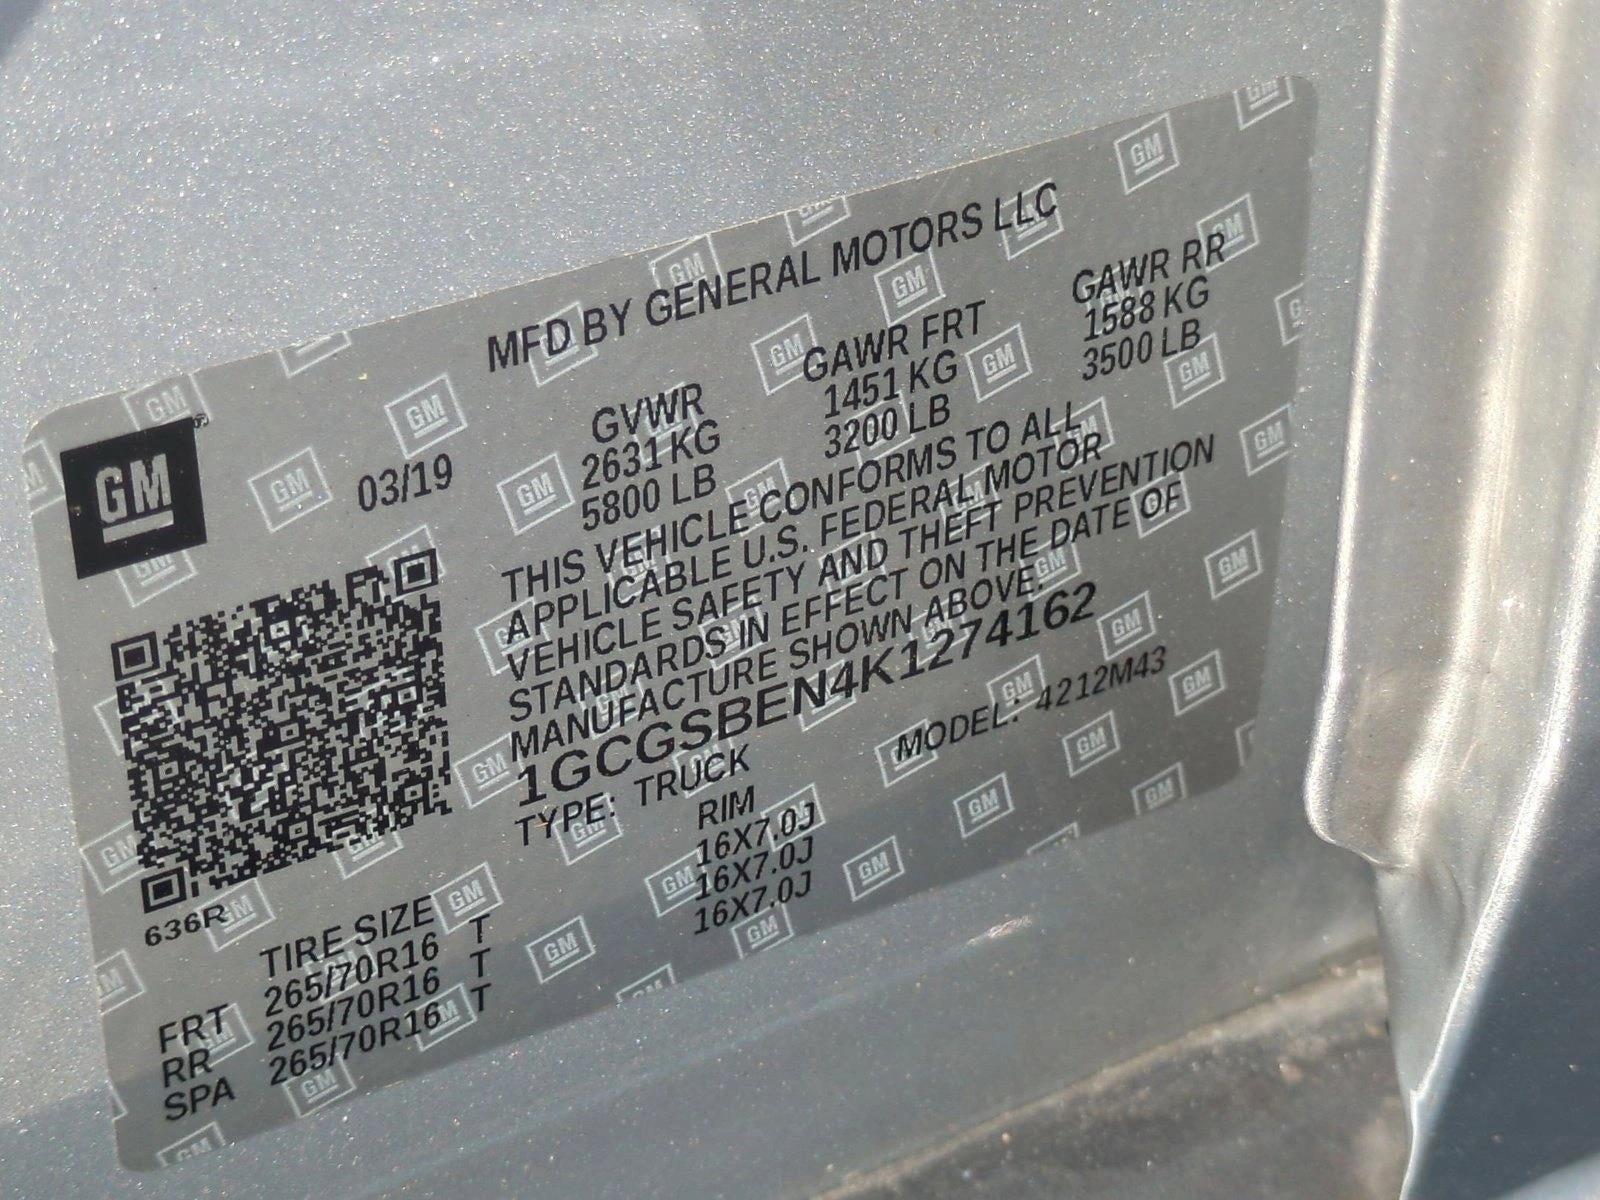 MFD BY GENERAL MOTORS LLC
GM
03/19
GVWR GAWR FRT GAWR RR
2631 KG 1451 KG 1588 KG
5800 LB 3200 LB 3500 LB
THIS VEHICLE CONFORMS TO ALL
APPLICABLE U.S. FEDERAL MOTOR
VEHICLE SAFETY AND THEFT PREVENTION
STANDARDS IN EFFECT ON THE DATE OF
MANUFACTURE SHOWN ABOVE.
1GCGSBEN4K1274162
TYPE: TRUCK MODEL: 4212M43
636R
TIRE SIZE RIM
FRT 265/70R16 T 16X7.0J
RR 265/70R16 T 16X7.0J
SPA 265/70R16 T 16X7.0J